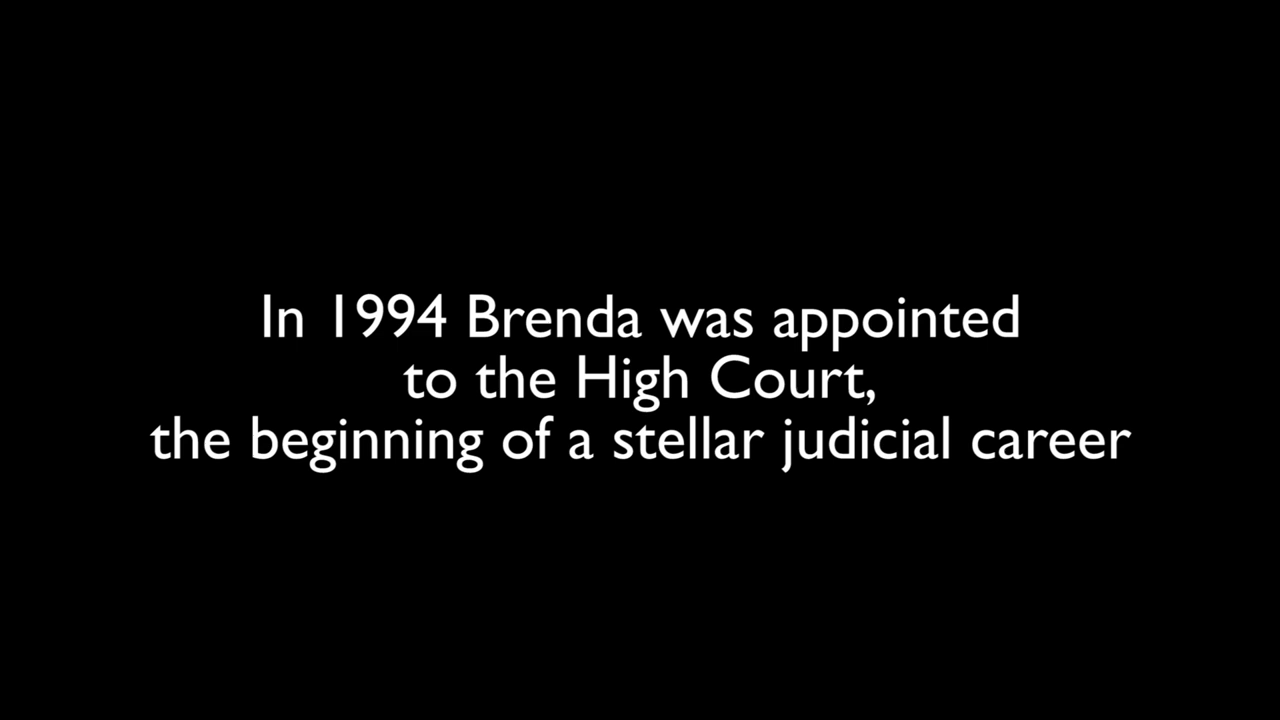 In 1994 Brenda was appointed
to the High Court,
the beginning of a stellar judicial career